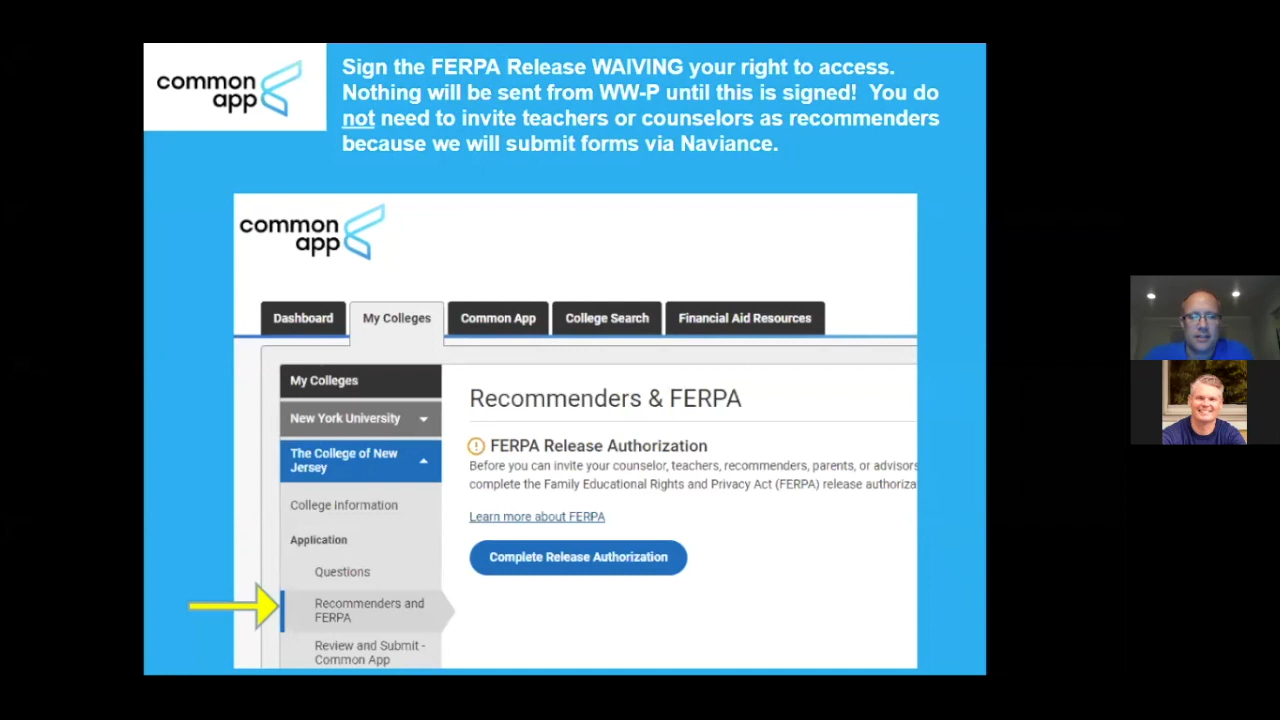 common
app
Sign the FERPA Release WAIVING your right to access.
Nothing will be sent from WW-P until this is signed! You do
not need to invite teachers or counselors as recommenders
because we will submit forms via Naviance.
common
app
Dashboard
My Colleges
Common App
College Search
Financial Aid Resources
My Colleges
New York University
The College of New
Jersey
College Information
Application
Questions
Recommenders and
FERPA
Review and Submit -
Common App
Recommenders & FERPA
FERPA Release Authorization
Before you can invite your counselor, teachers, recommenders, parents, or advisors
complete the Family Educational Rights and Privacy Act (FERPA) release authoriza
Learn more about FERPA
Complete Release Authorization